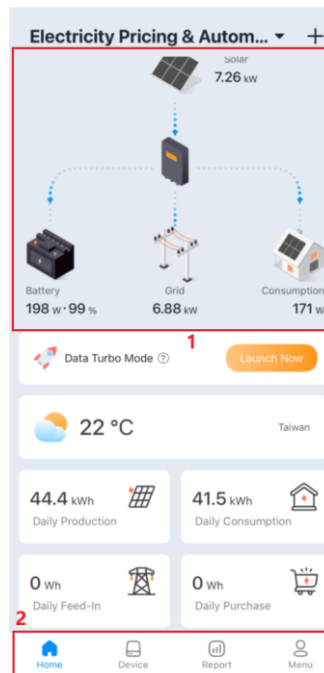 Electricity Pricing & Autom... +
Solar
7.26 kW
Battery
198 W·99 %
Grid
6.88 kW
Consumption
171 W
1
Data Turbo Mode ?
Launch Now
22 °C
Taiwan
44.4 kWh
Daily Production
41.5 kWh
Daily Consumption
0 Wh
Daily Feed-In
0 Wh
Daily Purchase
2
Home
Device
Report
Menu